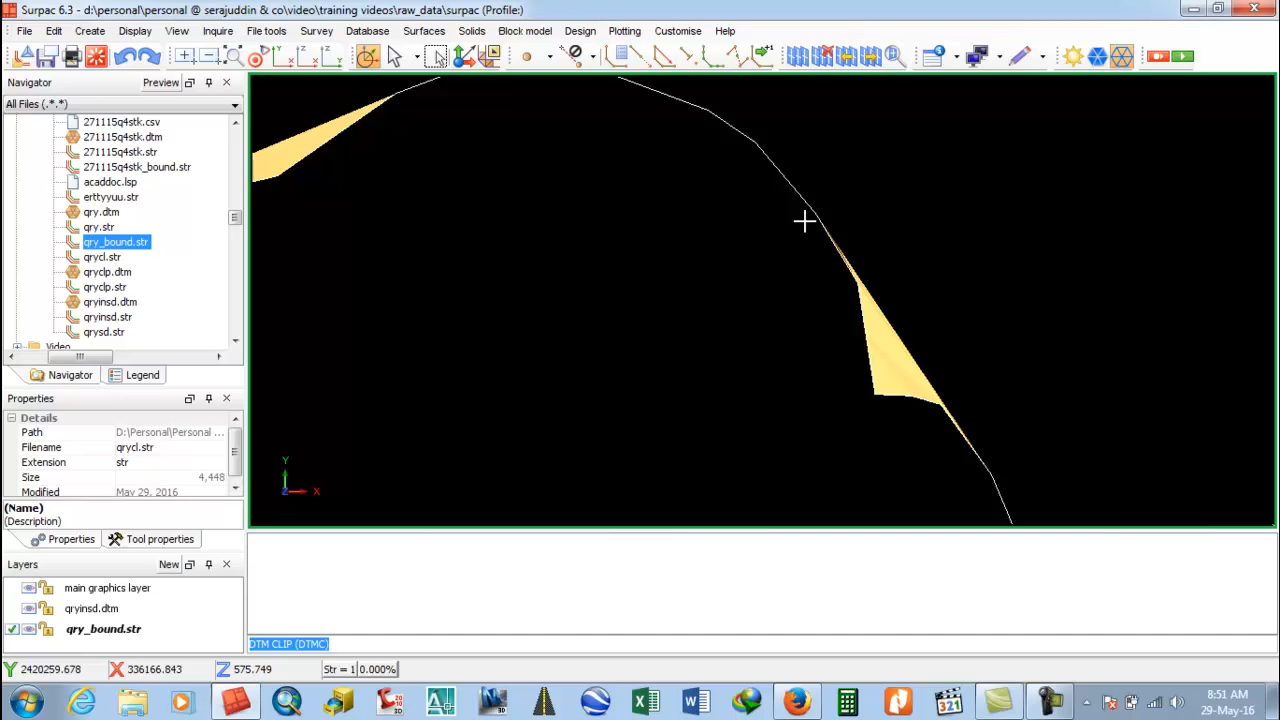 Surpac 6.3 - d:\personal\personal @ serajuddin & co\video\training videos\raw_data\surpac (Profile:)
File Edit Create Display View Inquire File tools Survey Database Surfaces Solids Block model Design Plotting Customise Help
Navigator Preview
All Files (.*.*)
271115q4stk.csv
271115q4stk.dtm
271115q4stk.str
271115q4stk_bound.str
acaddoc.lsp
erttyyuu.str
qry.dtm
qry.str
qry_bound.str
qrycl.str
qryclp.dtm
qryclp.str
qryinsd.dtm
qryinsd.str
qrysd.str
Video
Navigator Legend
Properties
Details
Path D:\Personal\Personal ...
Filename qrycl.str
Extension str
Size 4,448
Modified May 29, 2016
(Name)
(Description)
Properties Tool properties
Layers New
main graphics layer
qryinsd.dtm
qry_bound.str
Y
Z X
DTM CLIP (DTMC)
Y 2420259.678 X 336166.843 Z 575.749 Str = 1 0.000%
8:51 AM
29-May-16